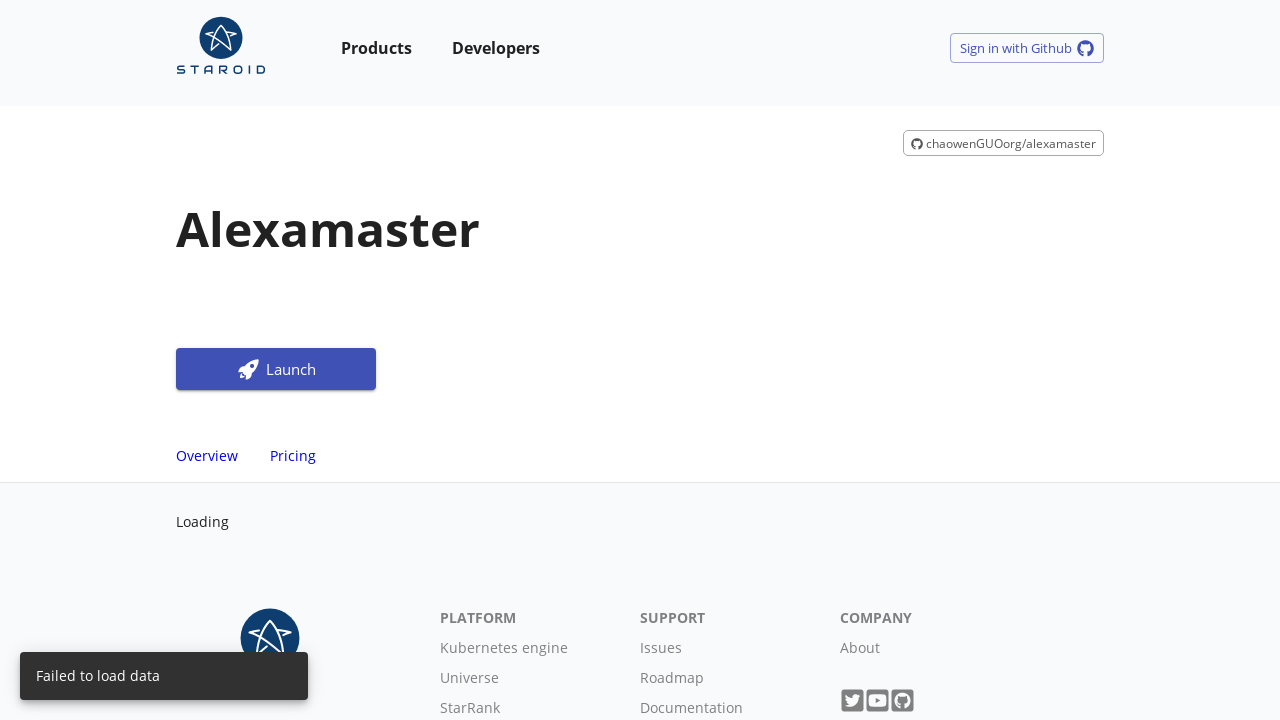 STAROID
Products
Developers
Sign in with Github
chaowenGUOorg/alexamaster
Alexamaster
Launch
Overview
Pricing
Loading
PLATFORM
Kubernetes engine
Universe
StarRank
SUPPORT
Issues
Roadmap
Documentation
COMPANY
About
Failed to load data